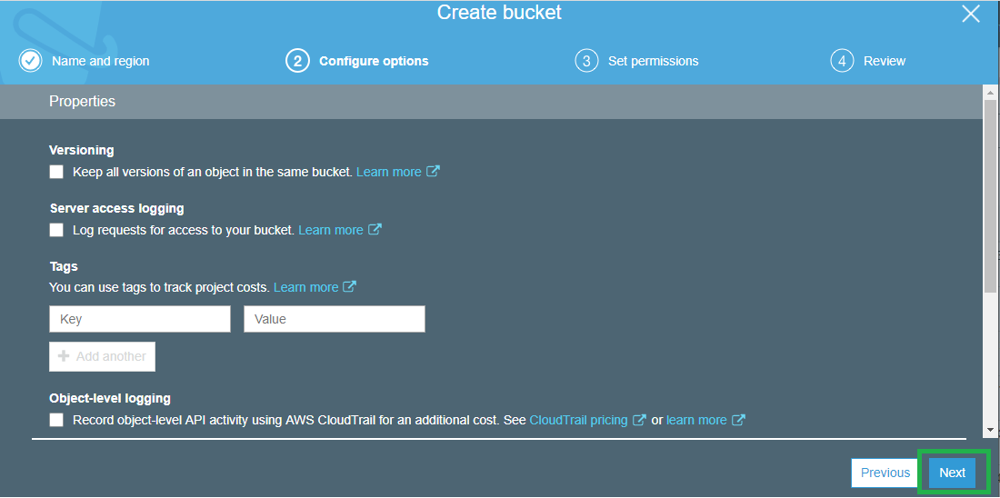 Create bucket
Name and region
2 Configure options
3 Set permissions
4 Review
Properties
Versioning
Keep all versions of an object in the same bucket. Learn more
Server access logging
Log requests for access to your bucket. Learn more
Tags
You can use tags to track project costs. Learn more
Key Value
+ Add another
Object-level logging
Record object-level API activity using AWS CloudTrail for an additional cost. See CloudTrail pricing or learn more
Previous Next